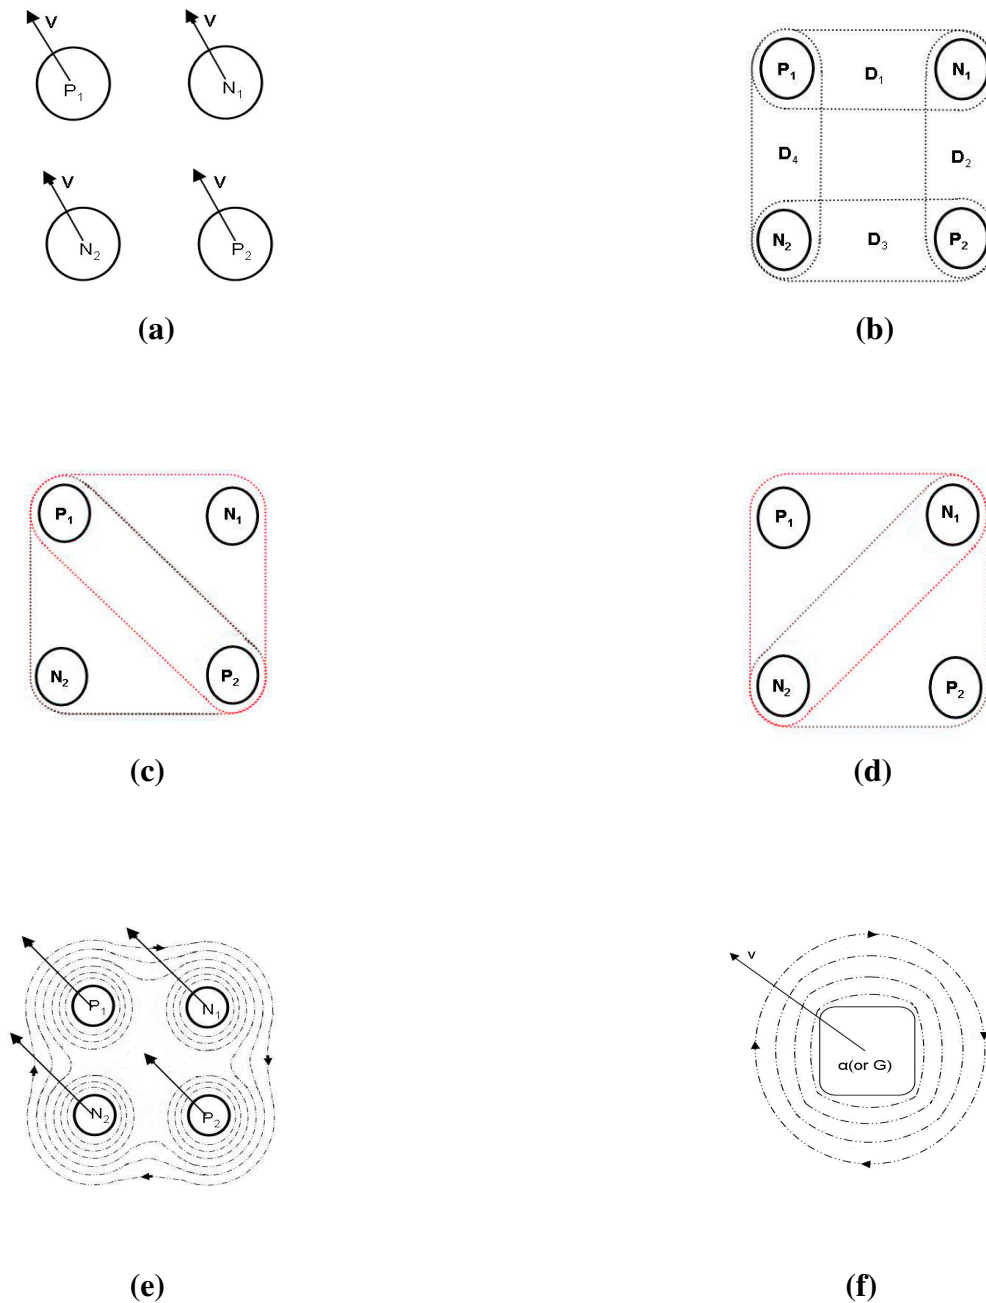 V V
P1 N1
V V
N2 P2
(a)
P1 D1 N1
D4 D2
N2 D3 P2
(b)
P1 N1
N2 P2
(c)
P1 N1
N2 P2
(d)
P1 N1
N2 P2
(e)
v
α(or G)
(f)